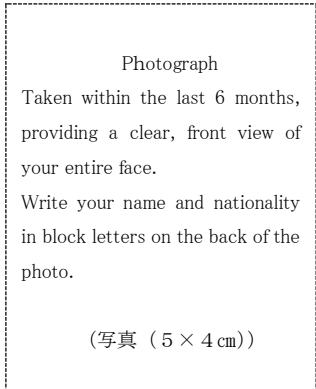 Photograph
Taken within the last 6 months,
providing a clear, front view of
your entire face.
Write your name and nationality
in block letters on the back of the
photo.
（写真（５×４㎝））